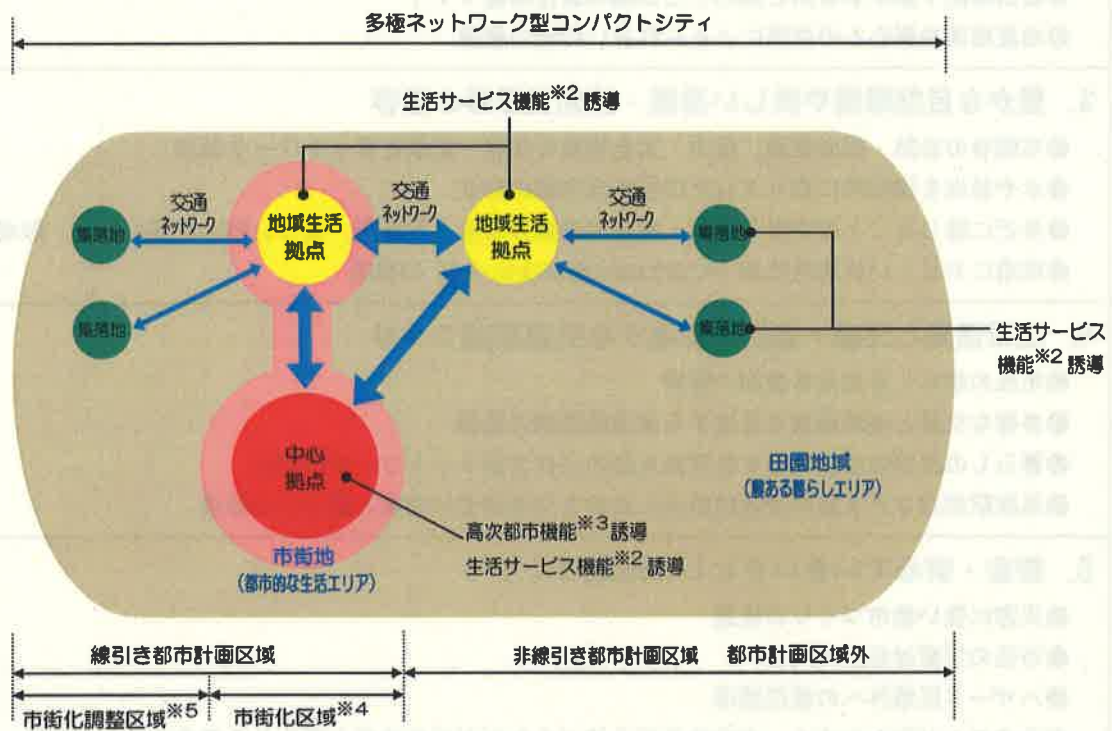 多極ネットワーク型コンパクトシティ
生活サービス機能※2誘導
交通
ネットワーク
交通
ネットワーク
交通
ネットワーク
集落地
地域生活
拠点
地域生活
拠点
集落地
集落地
集落地
生活サービス
機能※2誘導
中心
拠点
田園地域
(農ある暮らしエリア)
高次都市機能※3誘導
生活サービス機能※2誘導
市街地
(都市的な生活エリア)
線引き都市計画区域
非線引き都市計画区域 都市計画区域外
市街化調整区域※5
市街化区域※4